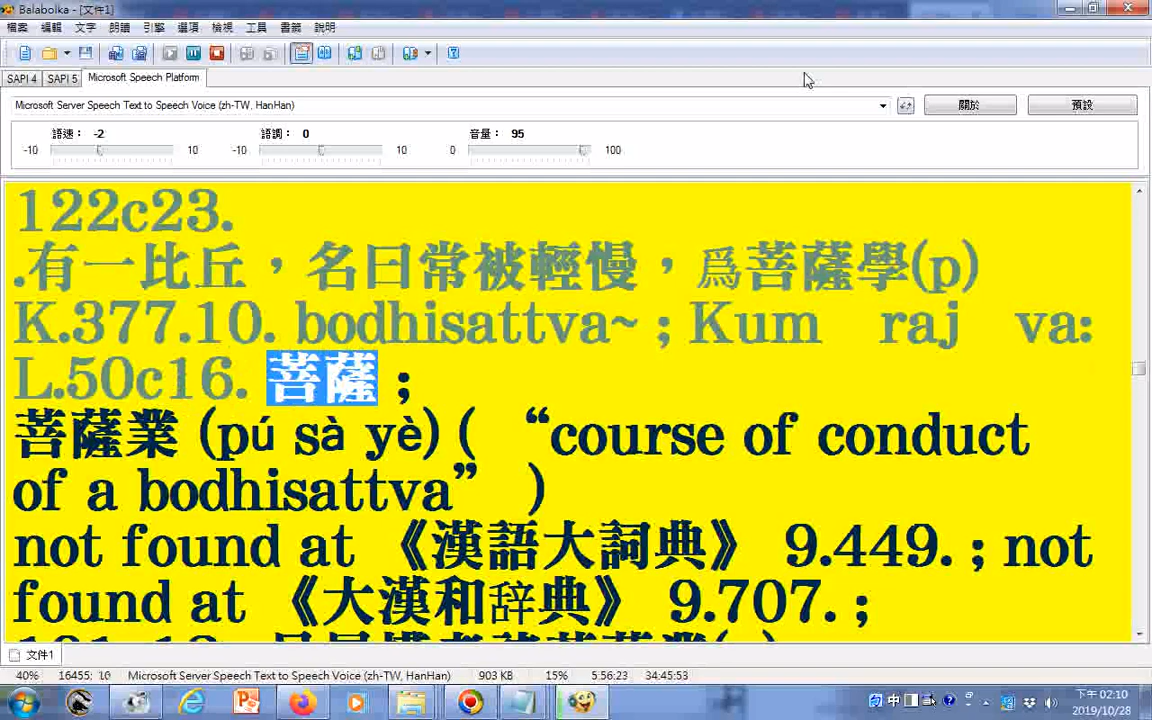 Balabolka - [文件1]
檔案 編輯 文字 朗讀 引擎 選項 檢視 工具 書籤 說明
SAPI 4 SAPI 5 Microsoft Speech Platform
Microsoft Server Speech Text to Speech Voice (zh-TW, HanHan) 關於 預設
語速： -2 語調： 0 音量： 95
-10 10 -10 10 0 100
122c23.
.有一比丘，名曰常被輕慢，爲菩薩學(p)
K.377.10. bodhisattva~ ; Kum raj va:
L.50c16. 菩薩 ;
菩薩業 (pú sà yè) ( “course of conduct
of a bodhisattva” )
not found at 《漢語大詞典》 9.449. ; not
found at 《大漢和辞典》 9.707. ;
文件1
40% 16455: 10 Microsoft Server Speech Text to Speech Voice (zh-TW, HanHan) 903 KB 15% 5:56:23 34:45:53
中 下午 02:10
2019/10/28